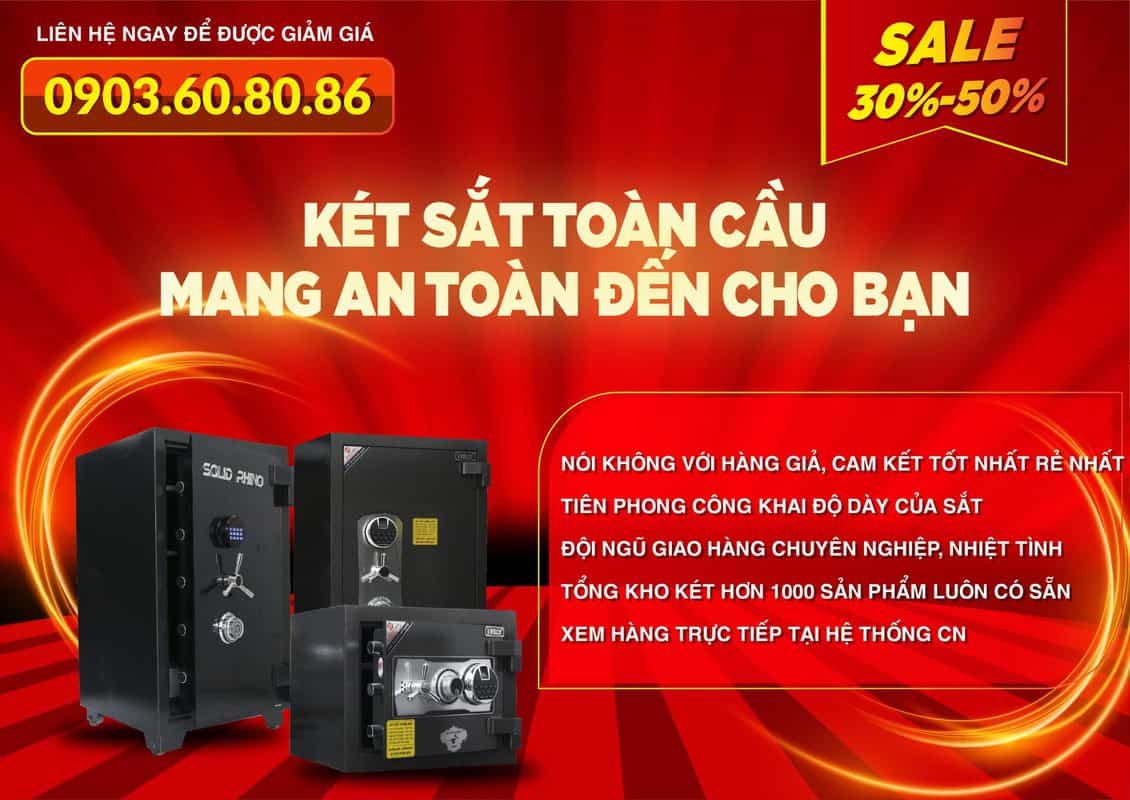 LIÊN HỆ NGAY ĐỂ ĐƯỢC GIẢM GIÁ
0903.60.80.86
SALE
30%-50%
KÉT SẮT TOÀN CẦU
MANG AN TOÀN ĐẾN CHO BẠN
SOLID RHINO
NÓI KHÔNG VỚI HÀNG GIẢ, CAM KẾT TỐT NHẤT RẺ NHẤT
TIÊN PHONG CÔNG KHAI ĐỘ DÀY CỦA SẮT
ĐỘI NGŨ GIAO HÀNG CHUYÊN NGHIỆP, NHIỆT TÌNH
TỔNG KHO KÉT HƠN 1000 SẢN PHẨM LUÔN CÓ SẴN
XEM HÀNG TRỰC TIẾP TẠI HỆ THỐNG CN